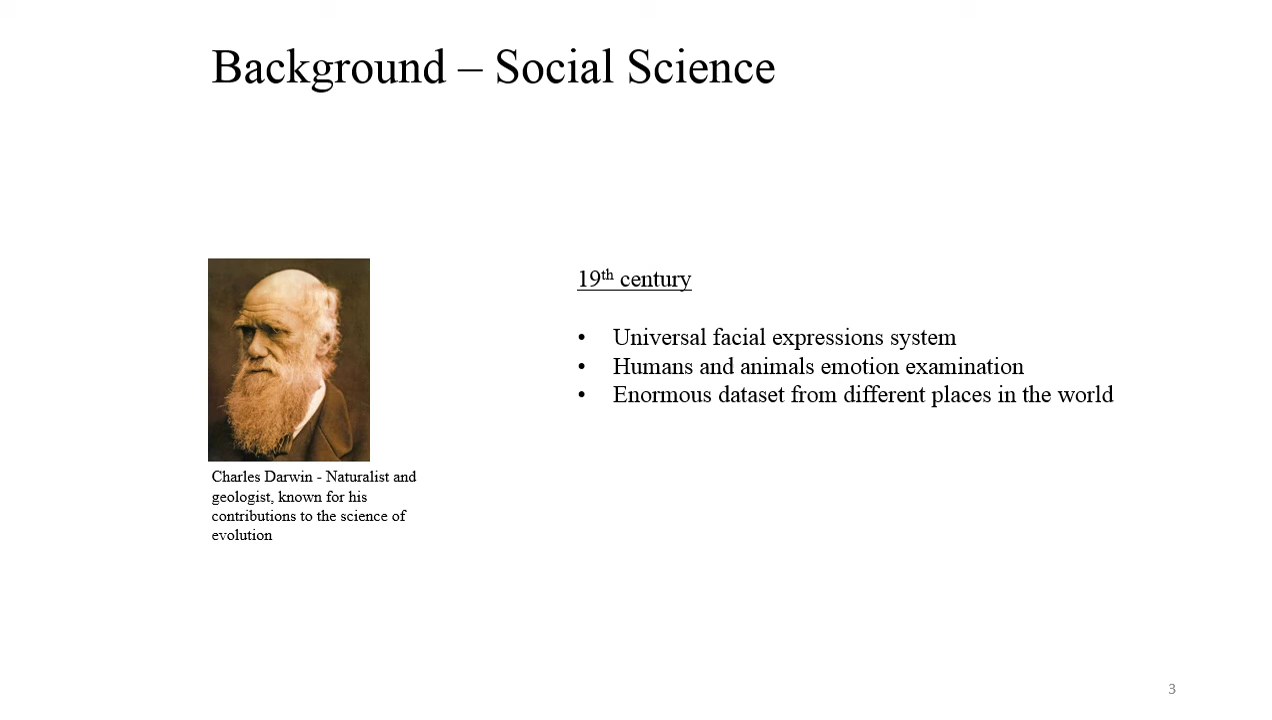 Background – Social Science
19th century
• Universal facial expressions system
• Humans and animals emotion examination
• Enormous dataset from different places in the world
Charles Darwin - Naturalist and
geologist, known for his
contributions to the science of
evolution
3